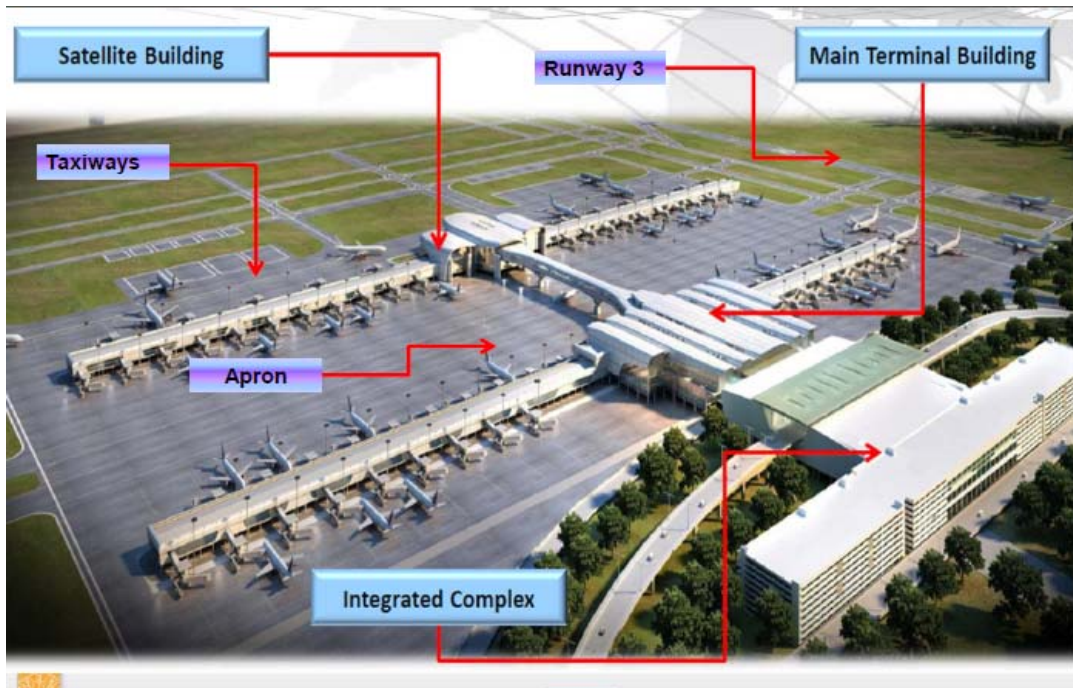 Satellite Building
Runway 3
Main Terminal Building
Taxiways
Apron
Integrated Complex